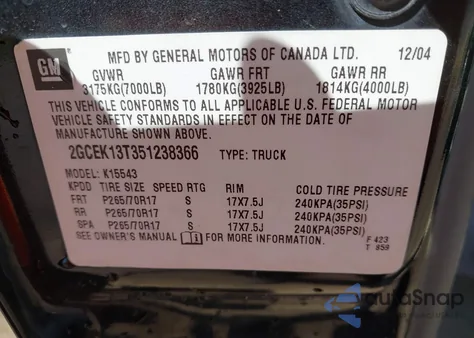 GM
MFD BY GENERAL MOTORS OF CANADA LTD. 12/04
GVWR GAWR FRT GAWR RR
3175KG(7000LB) 1780KG(3925LB) 1814KG(4000LB)
THIS VEHICLE CONFORMS TO ALL APPLICABLE U.S. FEDERAL MOTOR
VEHICLE SAFETY STANDARDS IN EFFECT ON THE DATE OF
MANUFACTURE SHOWN ABOVE.
2GCEK13T351238366 TYPE: TRUCK
MODEL: K15543
KPDD TIRE SIZE SPEED RTG RIM COLD TIRE PRESSURE
FRT P265/70R17 S 17X7.5J 240KPA(35PSI)
RR P265/70R17 S 17X7.5J 240KPA(35PSI)
SPA P265/70R17 S 17X7.5J 240KPA(35PSI)
SEE OWNER'S MANUAL FOR MORE INFORMATION.
F 423
T 859
autoSnap